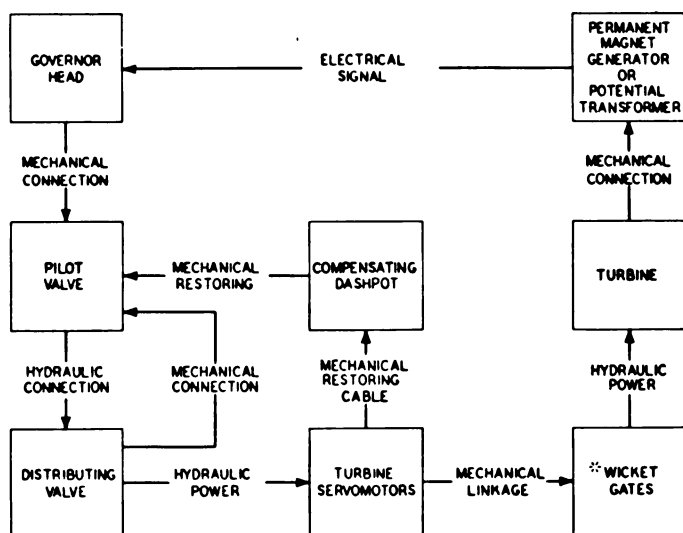 GOVERNOR
HEAD
ELECTRICAL
SIGNAL
PERMANENT
MAGNET
GENERATOR
OR
POTENTIAL
TRANSFORMER
MECHANICAL
CONNECTION
MECHANICAL
CONNECTION
PILOT
VALVE
MECHANICAL
RESTORING
COMPENSATING
DASHPOT
TURBINE
HYDRAULIC
CONNECTION
MECHANICAL
CONNECTION
MECHANICAL
RESTORING
CABLE
HYDRAULIC
POWER
DISTRIBUTING
VALVE
HYDRAULIC
POWER
TURBINE
SERVOMOTORS
MECHANICAL
LINKAGE
*WICKET
GATES